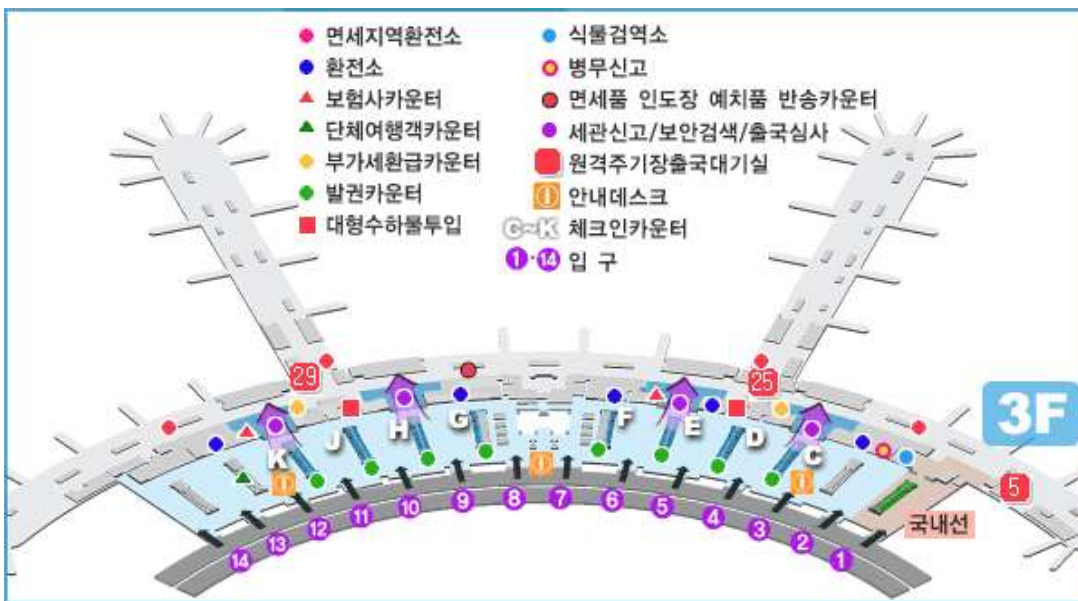 면세지역환전소
환전소
보험사카운터
단체여행객카운터
부가세환급카운터
발권카운터
대형수하물투입
식물검역소
병무신고
면세품 인도장 예치품 반송카운터
세관신고/보안검색/출국심사
원격주기장출국대기실
안내데스크
C~K 체크인카운터
1·14 입 구
3F
29
25
5
K
J
H
G
F
E
D
C
국내선
14
13
12
11
10
9
8
7
6
5
4
3
2
1